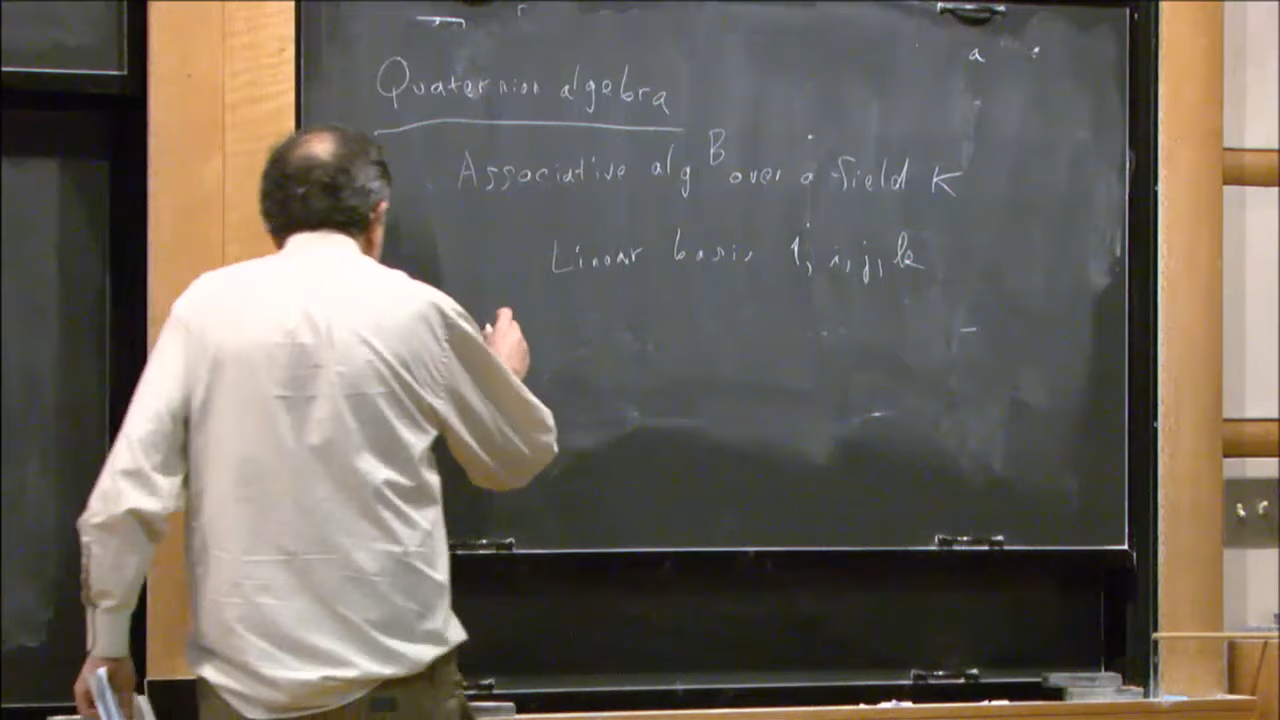 Quaternion algebra
Associative alg B over a field K
Linear basis 1, i, j, k